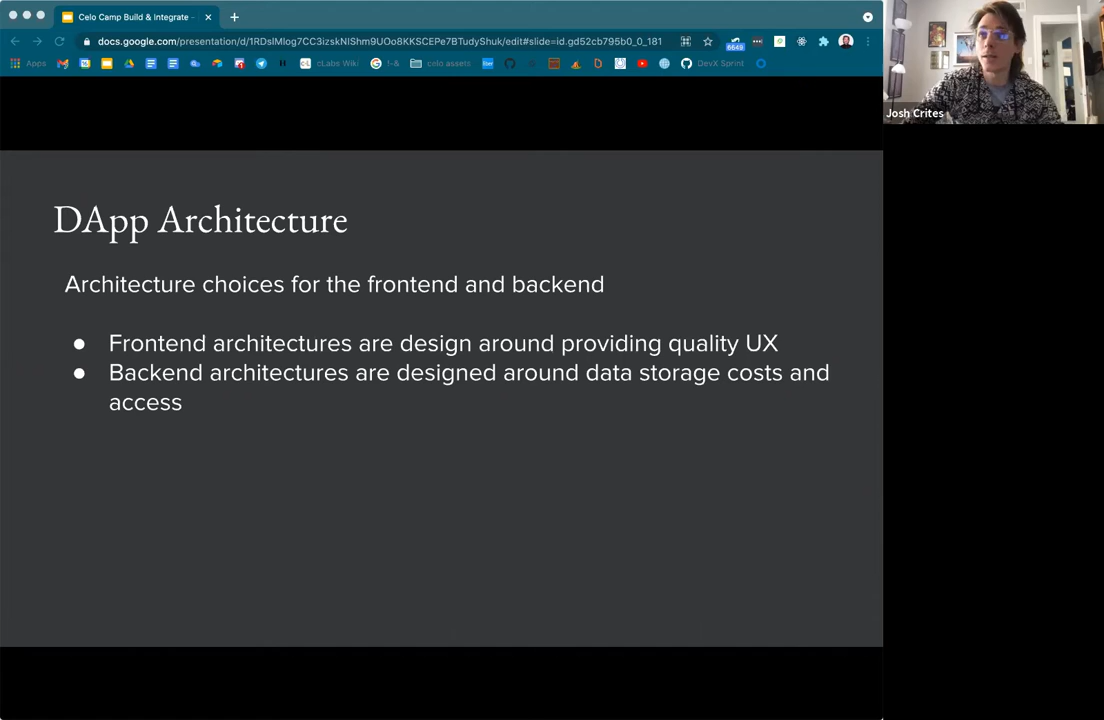 Celo Camp Build & Integrate -
docs.google.com/presentation/d/1RDsIMlog7CC3izskNIShm9UOo8KKSCEPe7BTudyShuk/edit#slide=id.gd52cb795b0_0_181
6649
Apps
cLabs Wiki
!-&
celo assets
DevX Sprint
Josh Crites
DApp Architecture
Architecture choices for the frontend and backend
● Frontend architectures are design around providing quality UX
● Backend architectures are designed around data storage costs and
access